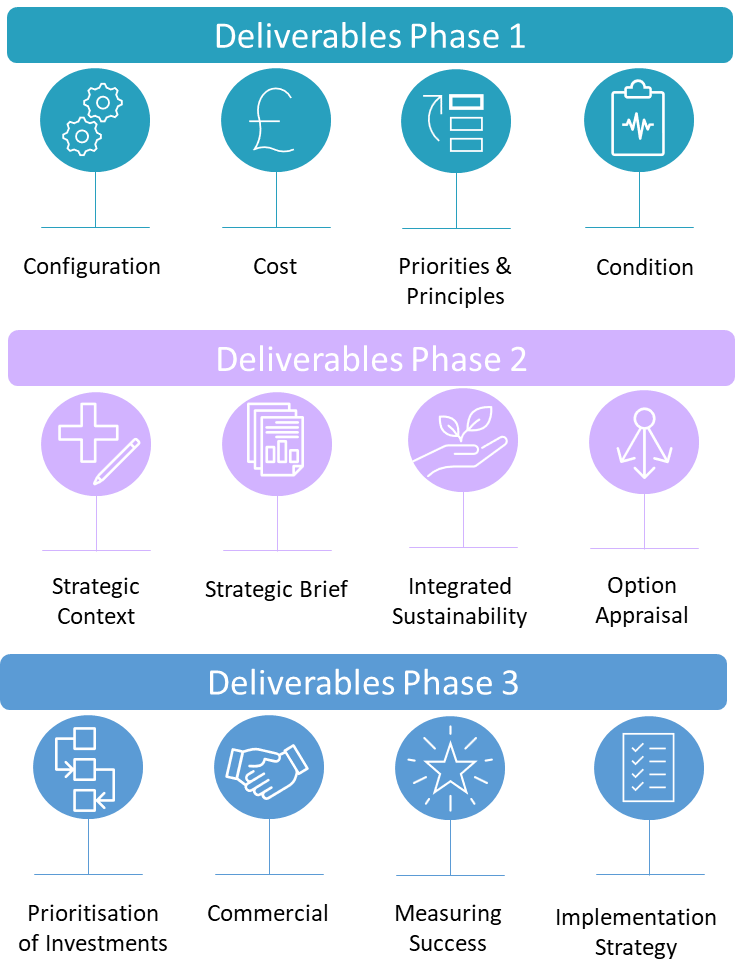 Deliverables Phase 1
£
Configuration
Cost
Priorities &
Principles
Condition
Deliverables Phase 2
Strategic
Context
Strategic Brief
Integrated
Sustainability
Option
Appraisal
Deliverables Phase 3
Prioritisation
of Investments
Commercial
Measuring
Success
Implementation
Strategy